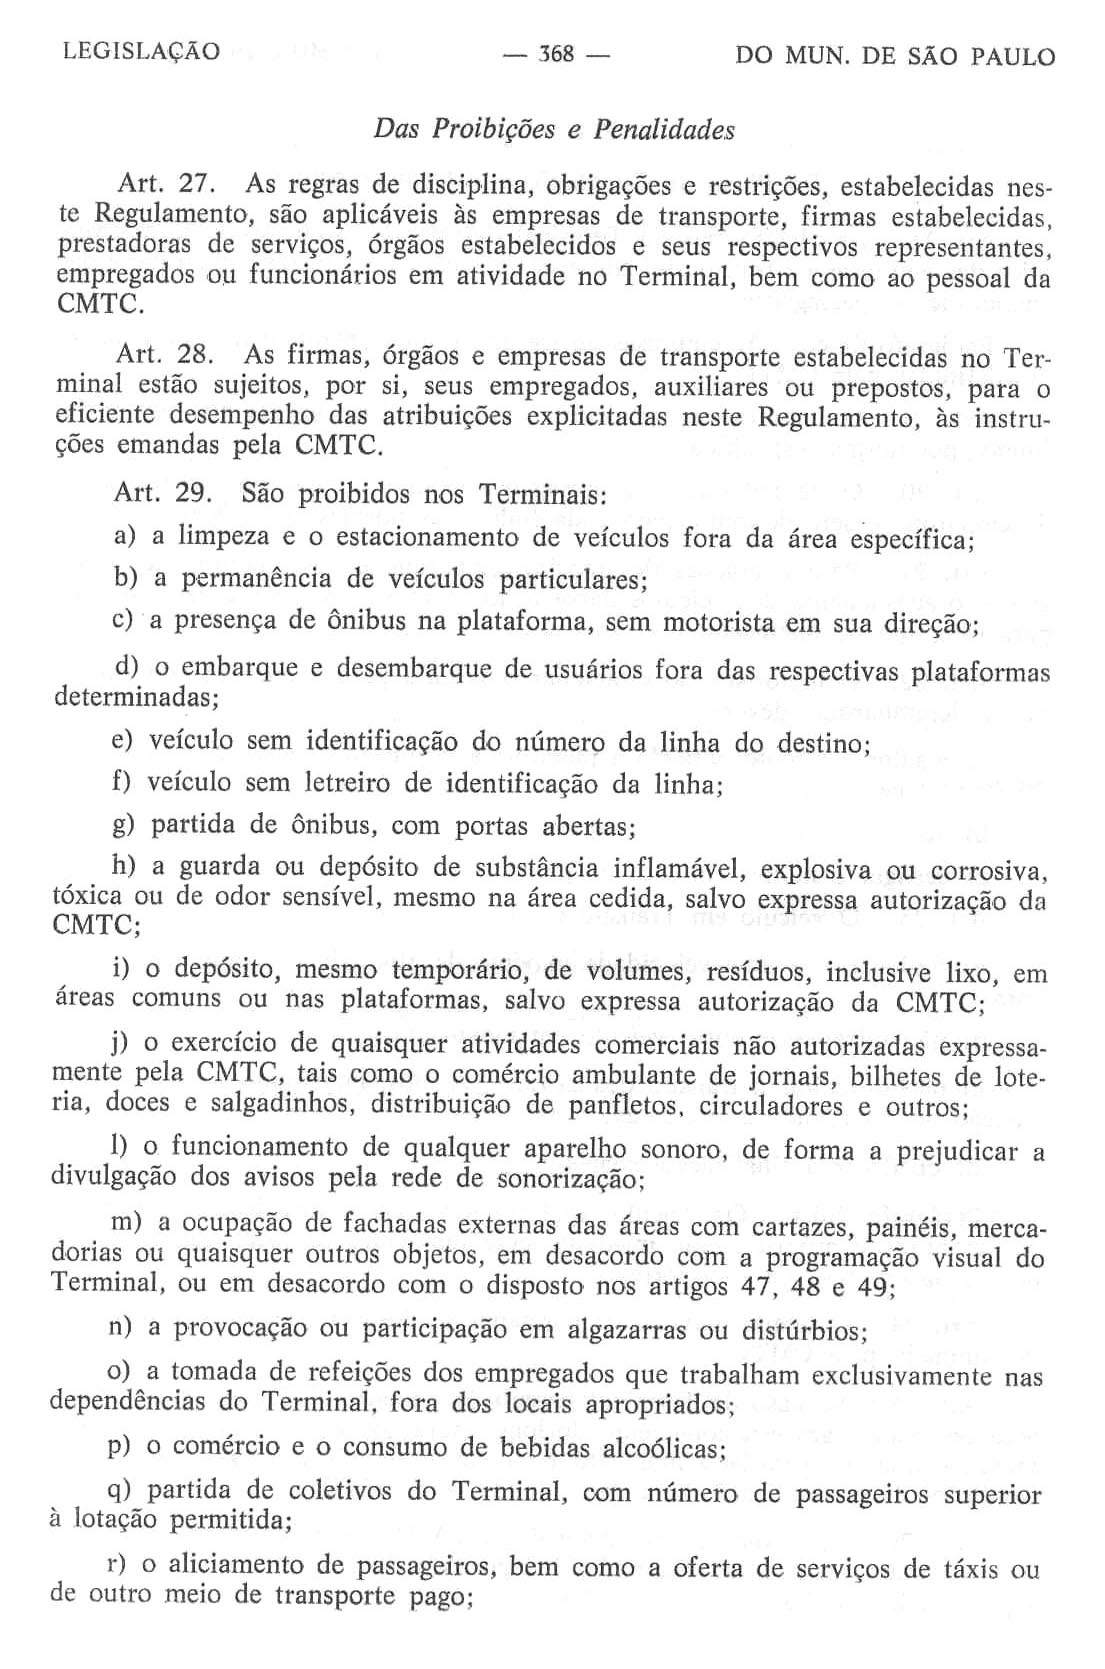 LEGISLAÇÃO — 368 — DO MUN. DE SÃO PAULO
Das Proibições e Penalidades
Art. 27. As regras de disciplina, obrigações e restrições, estabelecidas nes-
te Regulamento, são aplicáveis às empresas de transporte, firmas estabelecidas,
prestadoras de serviços, órgãos estabelecidos e seus respectivos representantes,
empregados ou funcionários em atividade no Terminal, bem como ao pessoal da
CMTC.
Art. 28. As firmas, órgãos e empresas de transporte estabelecidas no Ter-
minal estão sujeitos, por si, seus empregados, auxiliares ou prepostos, para o
eficiente desempenho das atribuições explicitadas neste Regulamento, às instru-
ções emandas pela CMTC.
Art. 29. São proibidos nos Terminais:
a) a limpeza e o estacionamento de veículos fora da área específica;
b) a permanência de veículos particulares;
c) a presença de ônibus na plataforma, sem motorista em sua direção;
d) o embarque e desembarque de usuários fora das respectivas plataformas
determinadas;
e) veículo sem identificação do número da linha do destino;
f) veículo sem letreiro de identificação da linha;
g) partida de ônibus, com portas abertas;
h) a guarda ou depósito de substância inflamável, explosiva ou corrosiva,
tóxica ou de odor sensível, mesmo na área cedida, salvo expressa autorização da
CMTC;
i) o depósito, mesmo temporário, de volumes, resíduos, inclusive lixo, em
áreas comuns ou nas plataformas, salvo expressa autorização da CMTC;
j) o exercício de quaisquer atividades comerciais não autorizadas expressa-
mente pela CMTC, tais como o comércio ambulante de jornais, bilhetes de lote-
ria, doces e salgadinhos, distribuição de panfletos, circuladores e outros;
l) o funcionamento de qualquer aparelho sonoro, de forma a prejudicar a
divulgação dos avisos pela rede de sonorização;
m) a ocupação de fachadas externas das áreas com cartazes, painéis, merca-
dorias ou quaisquer outros objetos, em desacordo com a programação visual do
Terminal, ou em desacordo com o disposto nos artigos 47, 48 e 49;
n) a provocação ou participação em algazarras ou distúrbios;
o) a tomada de refeições dos empregados que trabalham exclusivamente nas
dependências do Terminal, fora dos locais apropriados;
p) o comércio e o consumo de bebidas alcoólicas;
q) partida de coletivos do Terminal, com número de passageiros superior
à lotação permitida;
r) o aliciamento de passageiros, bem como a oferta de serviços de táxis ou
de outro meio de transporte pago;